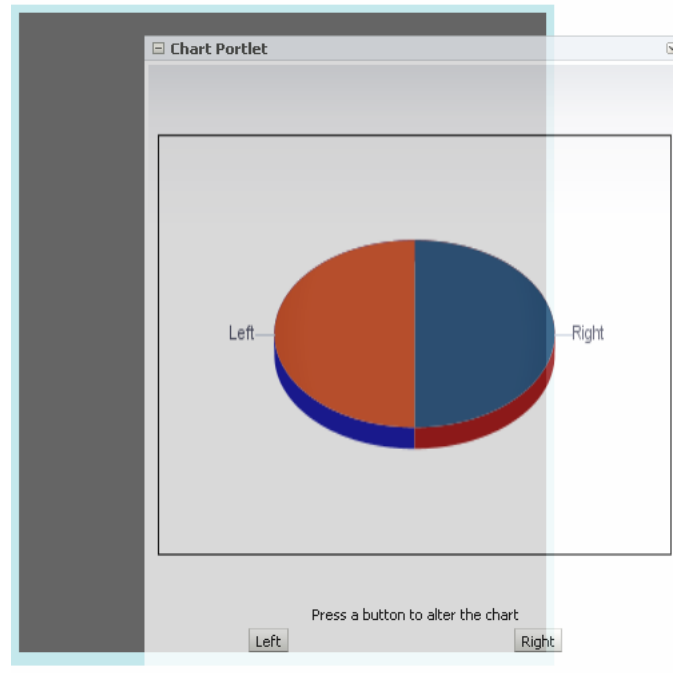 Chart Portlet
Left
Right
Press a button to alter the chart
Left
Right